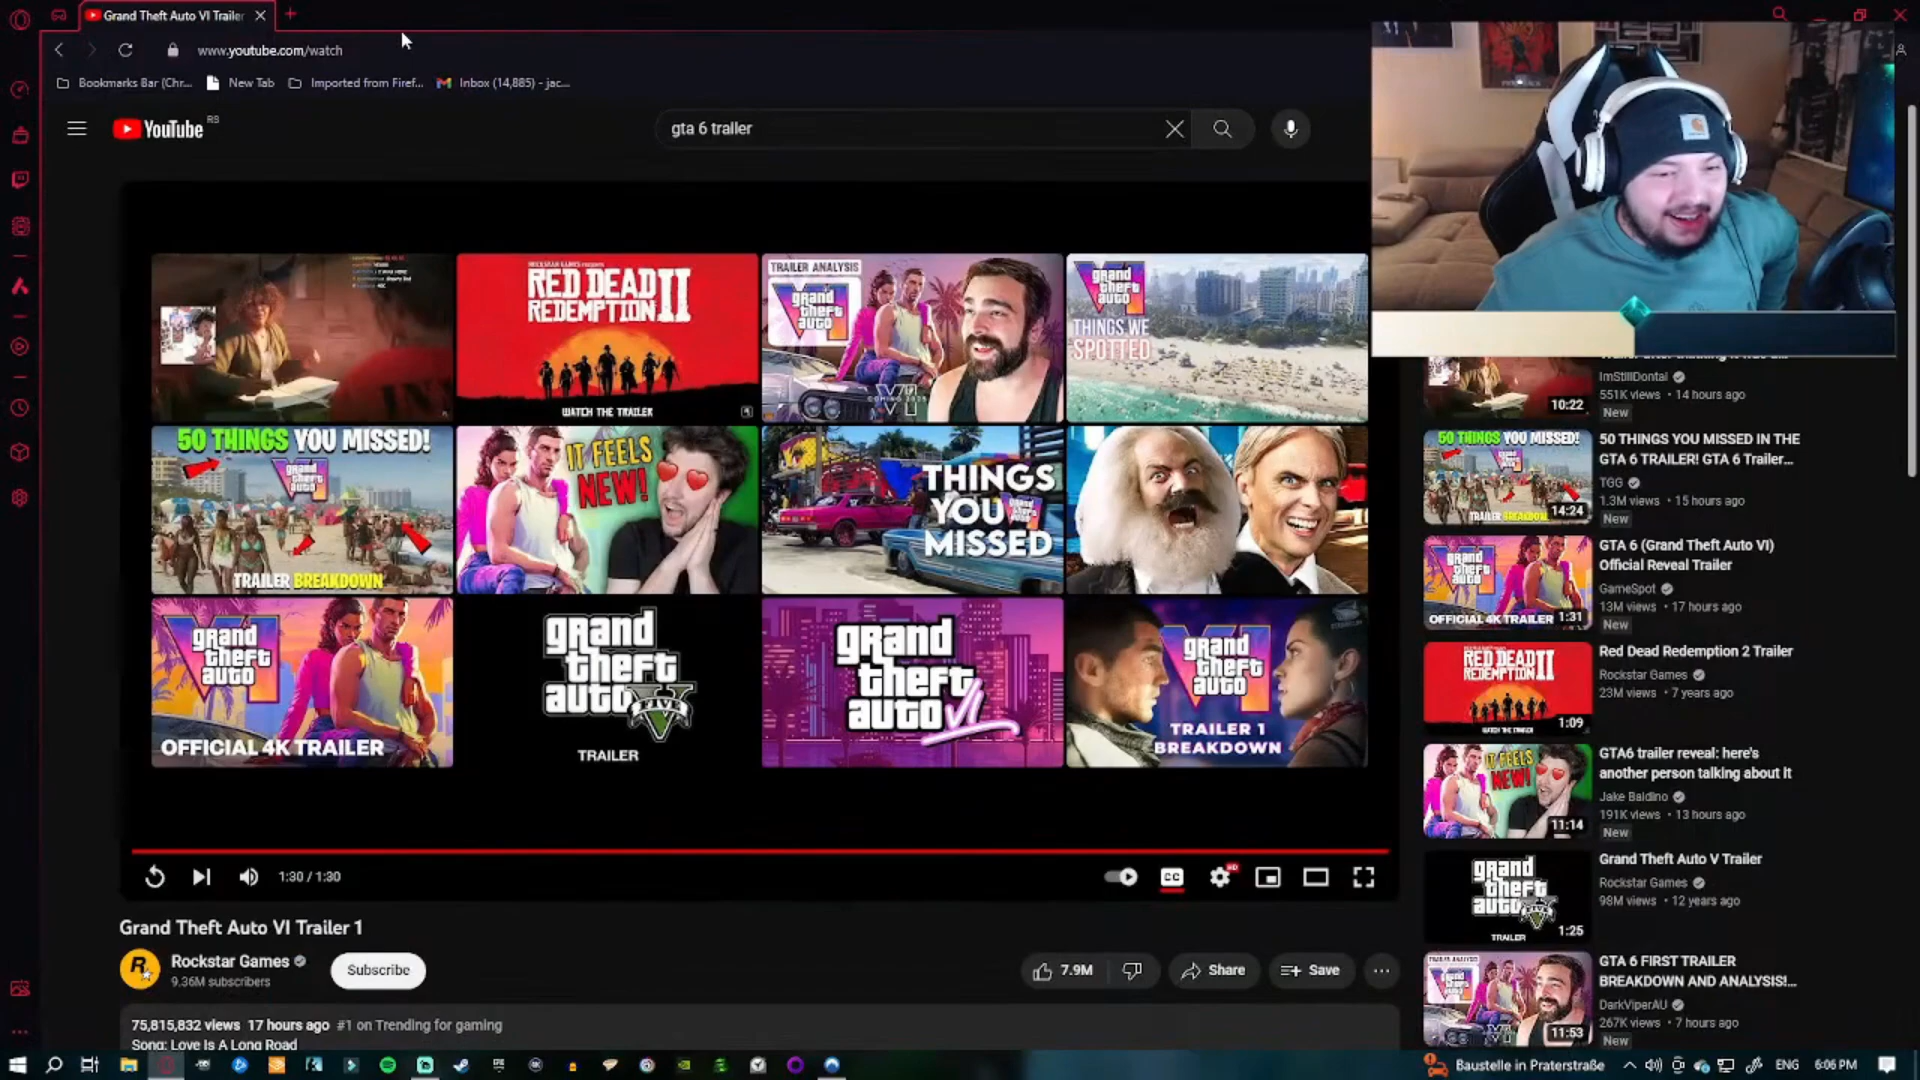 Grand Theft Auto VI Trailer
www.youtube.com/watch
Bookmarks Bar (Chr...
New Tab
Imported from Firef...
Inbox (14,885) - jac...
YouTube RS
gta 6 trailer
RED DEAD
REDEMPTION II
WATCH THE TRAILER
TRAILER ANALYSIS
grand
theft
auto
VI
COMING 2025
grand
theft
auto
THINGS WE
SPOTTED
50 THINGS YOU MISSED!
TRAILER BREAKDOWN
IT FEELS
NEW!
THINGS
YOU
MISSED
VI
grand
theft
auto
OFFICIAL 4K TRAILER
grand
theft
auto V
FIVE
TRAILER
grand
theft
auto VI
VI
grand
theft
auto
TRAILER 1
BREAKDOWN
1:30 / 1:30
CC
HD
Grand Theft Auto VI Trailer 1
Rockstar Games
9.36M subscribers
Subscribe
7.9M
Share
Save
75,815,832 views 17 hours ago #1 on Trending for gaming
Song: Love Is A Long Road
ImStillDontai
551K views • 14 hours ago
New
10:22
50 THINGS YOU MISSED!
TRAILER BREAKDOWN
14:24
50 THINGS YOU MISSED IN THE
GTA 6 TRAILER! GTA 6 Trailer...
TGG
1.3M views • 15 hours ago
New
OFFICIAL 4K TRAILER
1:31
GTA 6 (Grand Theft Auto VI)
Official Reveal Trailer
GameSpot
13M views • 17 hours ago
New
RED DEAD
REDEMPTION II
1:09
Red Dead Redemption 2 Trailer
Rockstar Games
23M views • 7 years ago
IT FEELS
NEW!
11:14
GTA6 trailer reveal: here's
another person talking about it
Jake Baldino
191K views • 13 hours ago
New
grand
theft
auto V
FIVE
TRAILER
1:25
Grand Theft Auto V Trailer
Rockstar Games
98M views • 12 years ago
11:53
GTA 6 FIRST TRAILER
BREAKDOWN AND ANALYSIS!...
DarkViperAU
267K views • 7 hours ago
New
Baustelle in Praterstraße
ENG
6:06 PM